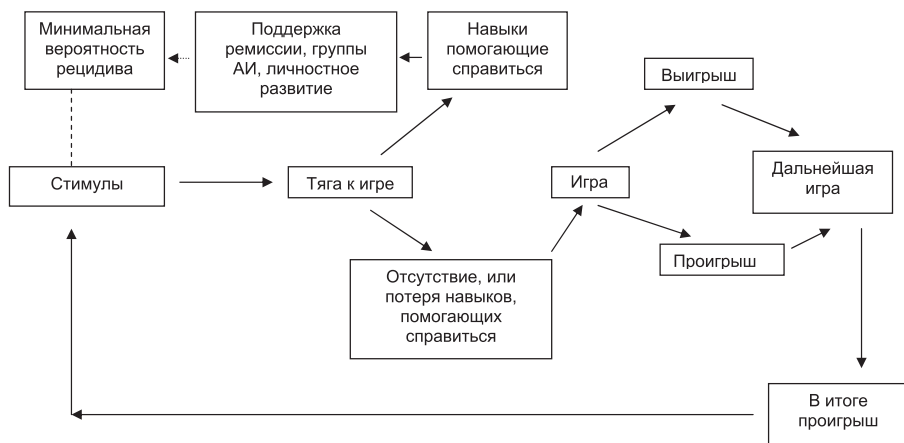 Минимальная
вероятность
рецидива
Поддержка
ремиссии, группы
АИ, личностное
развитие
Навыки
помогающие
справиться
Выигрыш
Стимулы
Тяга к игре
Игра
Дальнейшая
игра
Отсутствие, или
потеря навыков,
помогающих
справиться
Проигрыш
В итоге
проигрыш